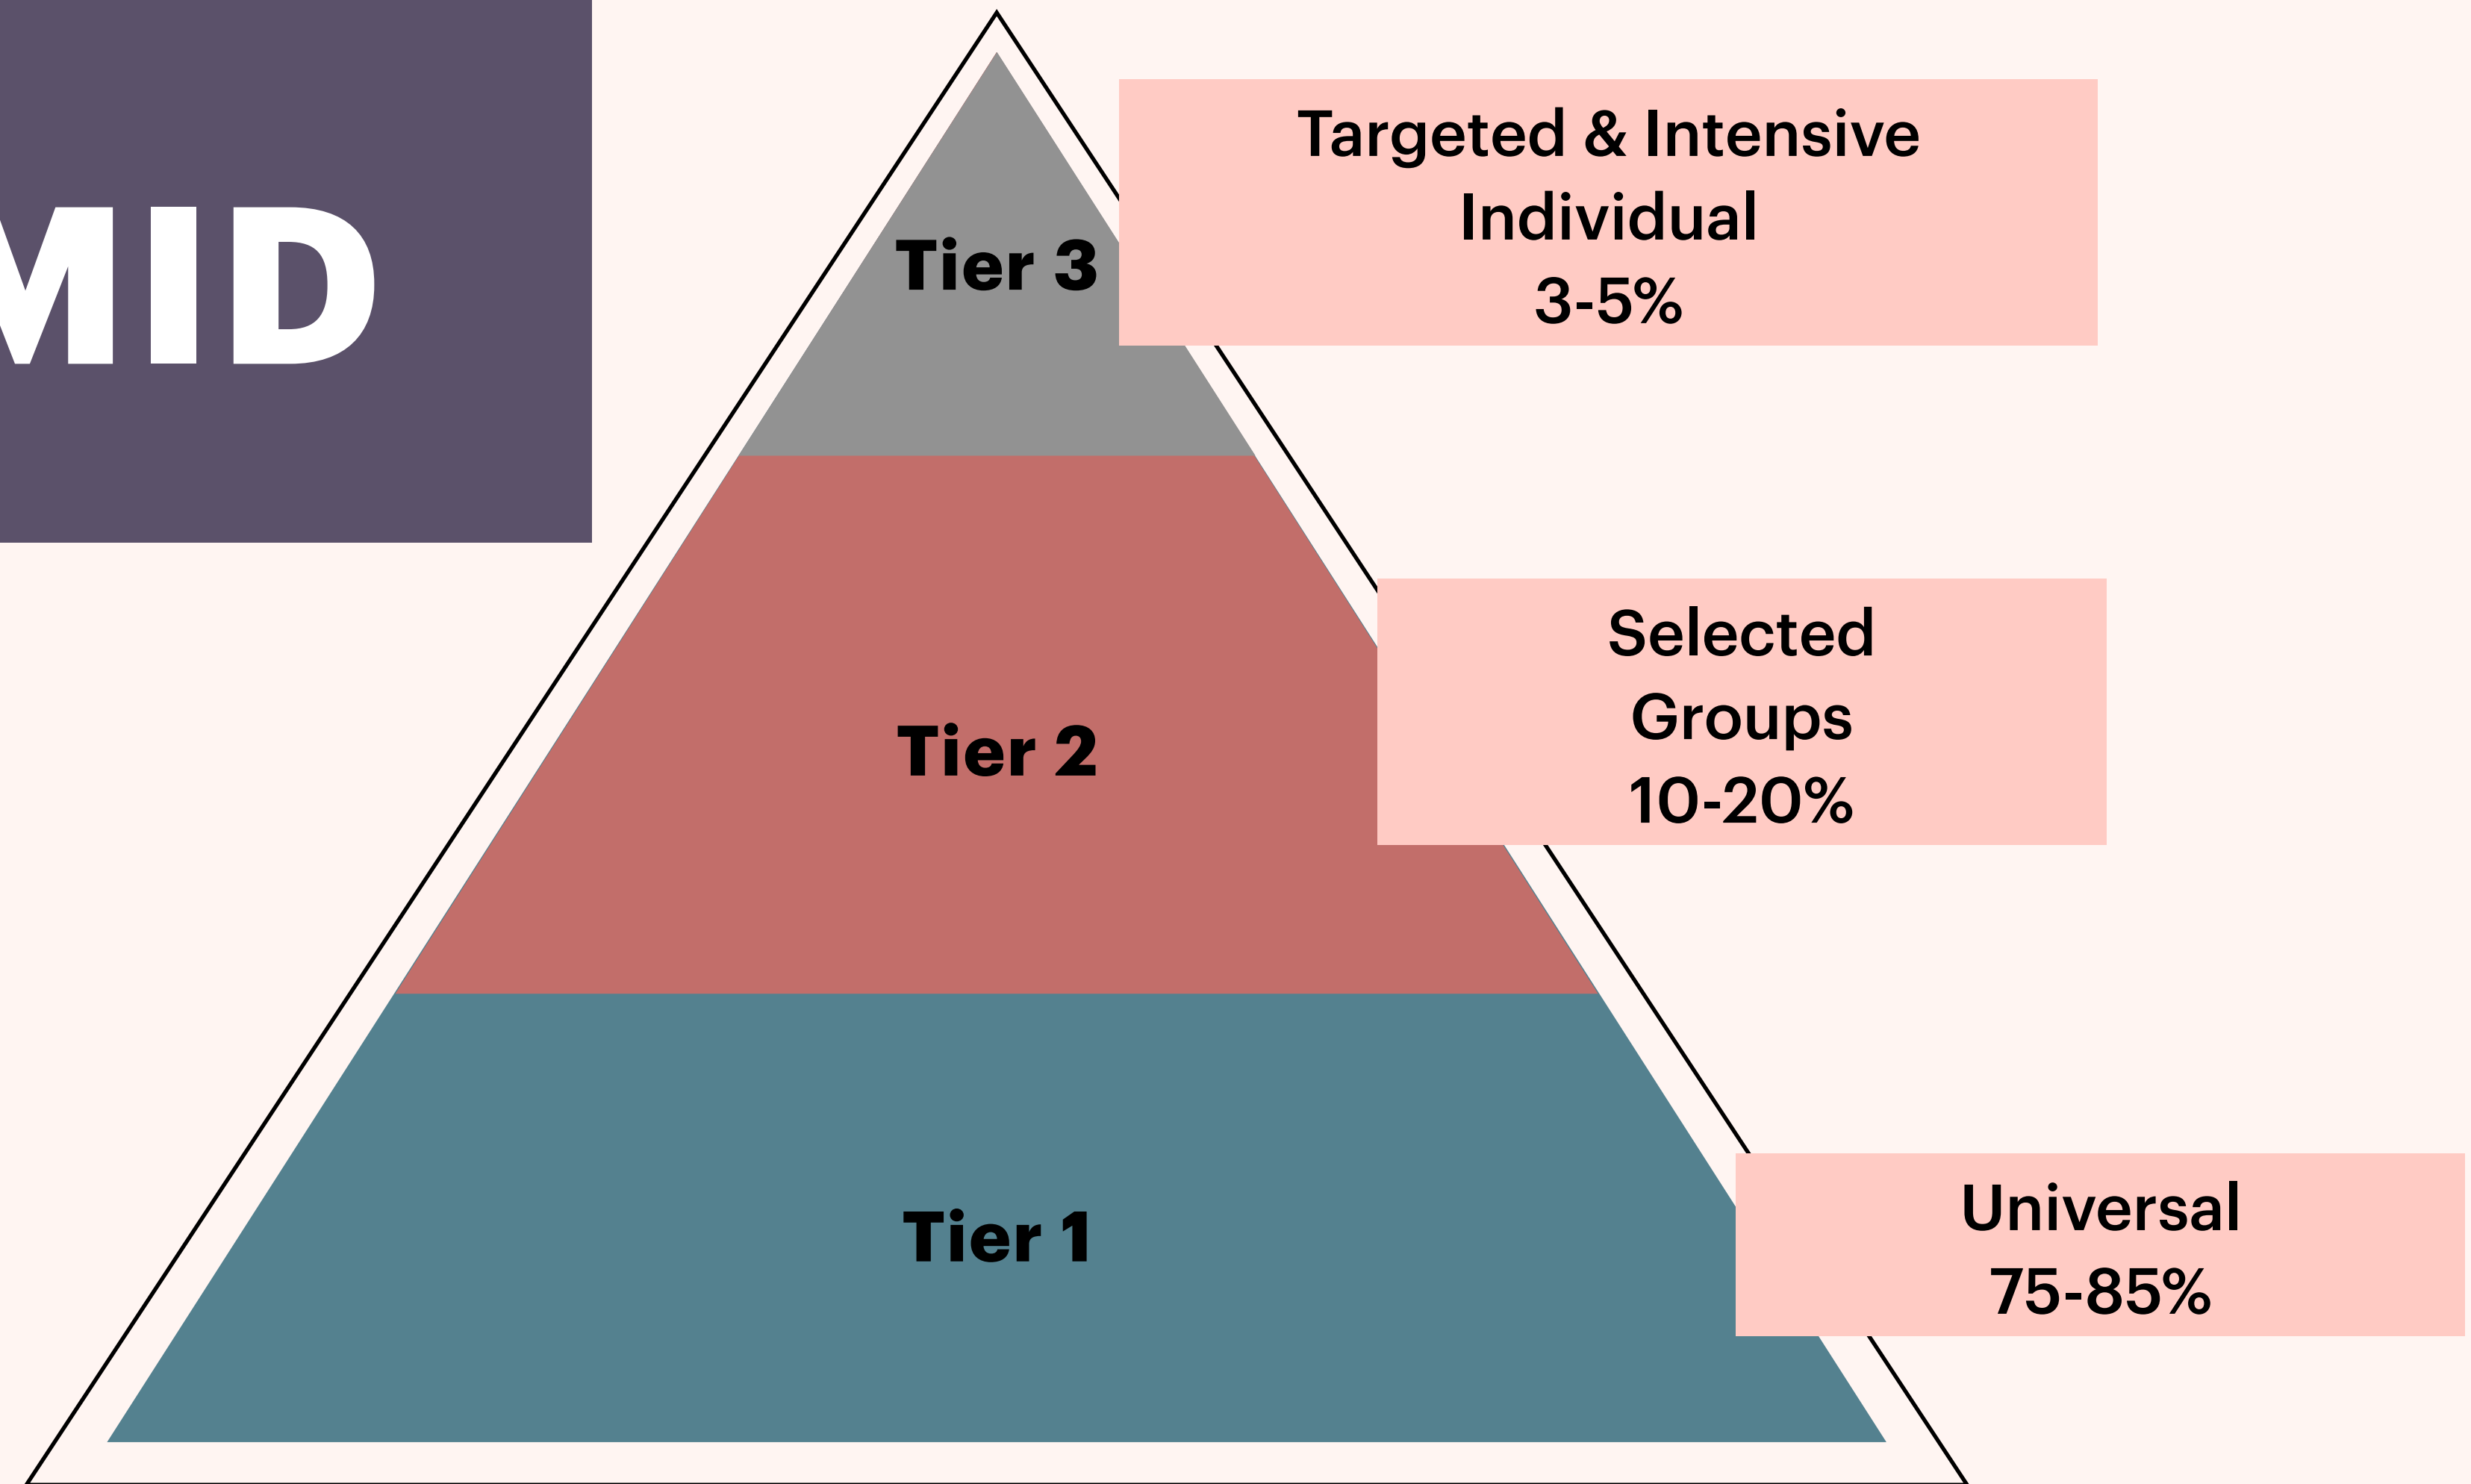 MID
Targeted & Intensive
Individual
3-5%
Tier 3
Selected
Groups
10-20%
Tier 2
Universal
75-85%
Tier 1